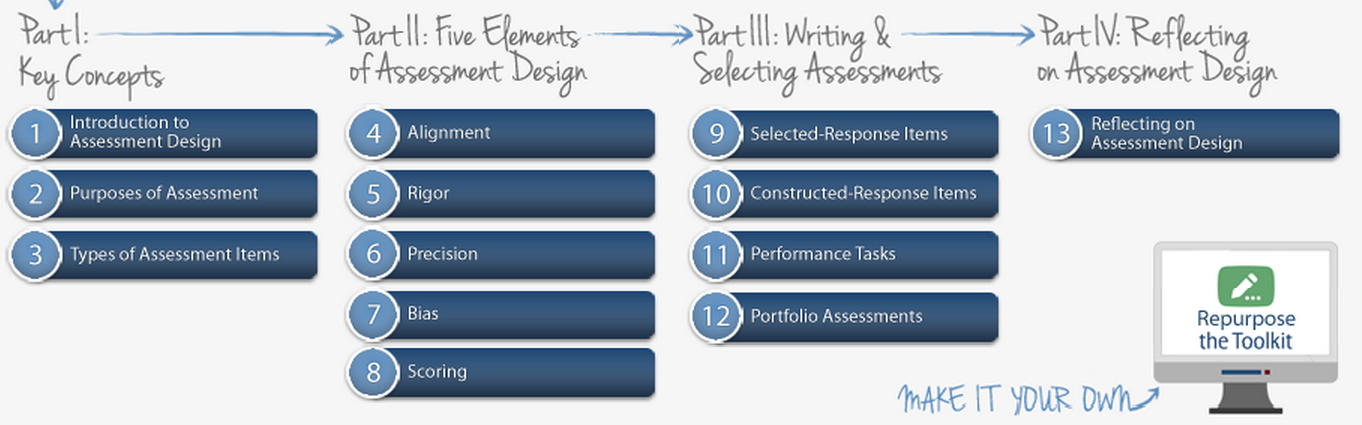 Part I:
Key Concepts
1 Introduction to
Assessment Design
2 Purposes of Assessment
3 Types of Assessment Items
Part II: Five Elements
of Assessment Design
4 Alignment
5 Rigor
6 Precision
7 Bias
8 Scoring
Part III: Writing &
Selecting Assessments
9 Selected-Response Items
10 Constructed-Response Items
11 Performance Tasks
12 Portfolio Assessments
Part IV: Reflecting
on Assessment Design
13 Reflecting on
Assessment Design
Repurpose
the Toolkit
MAKE IT YOUR OWN